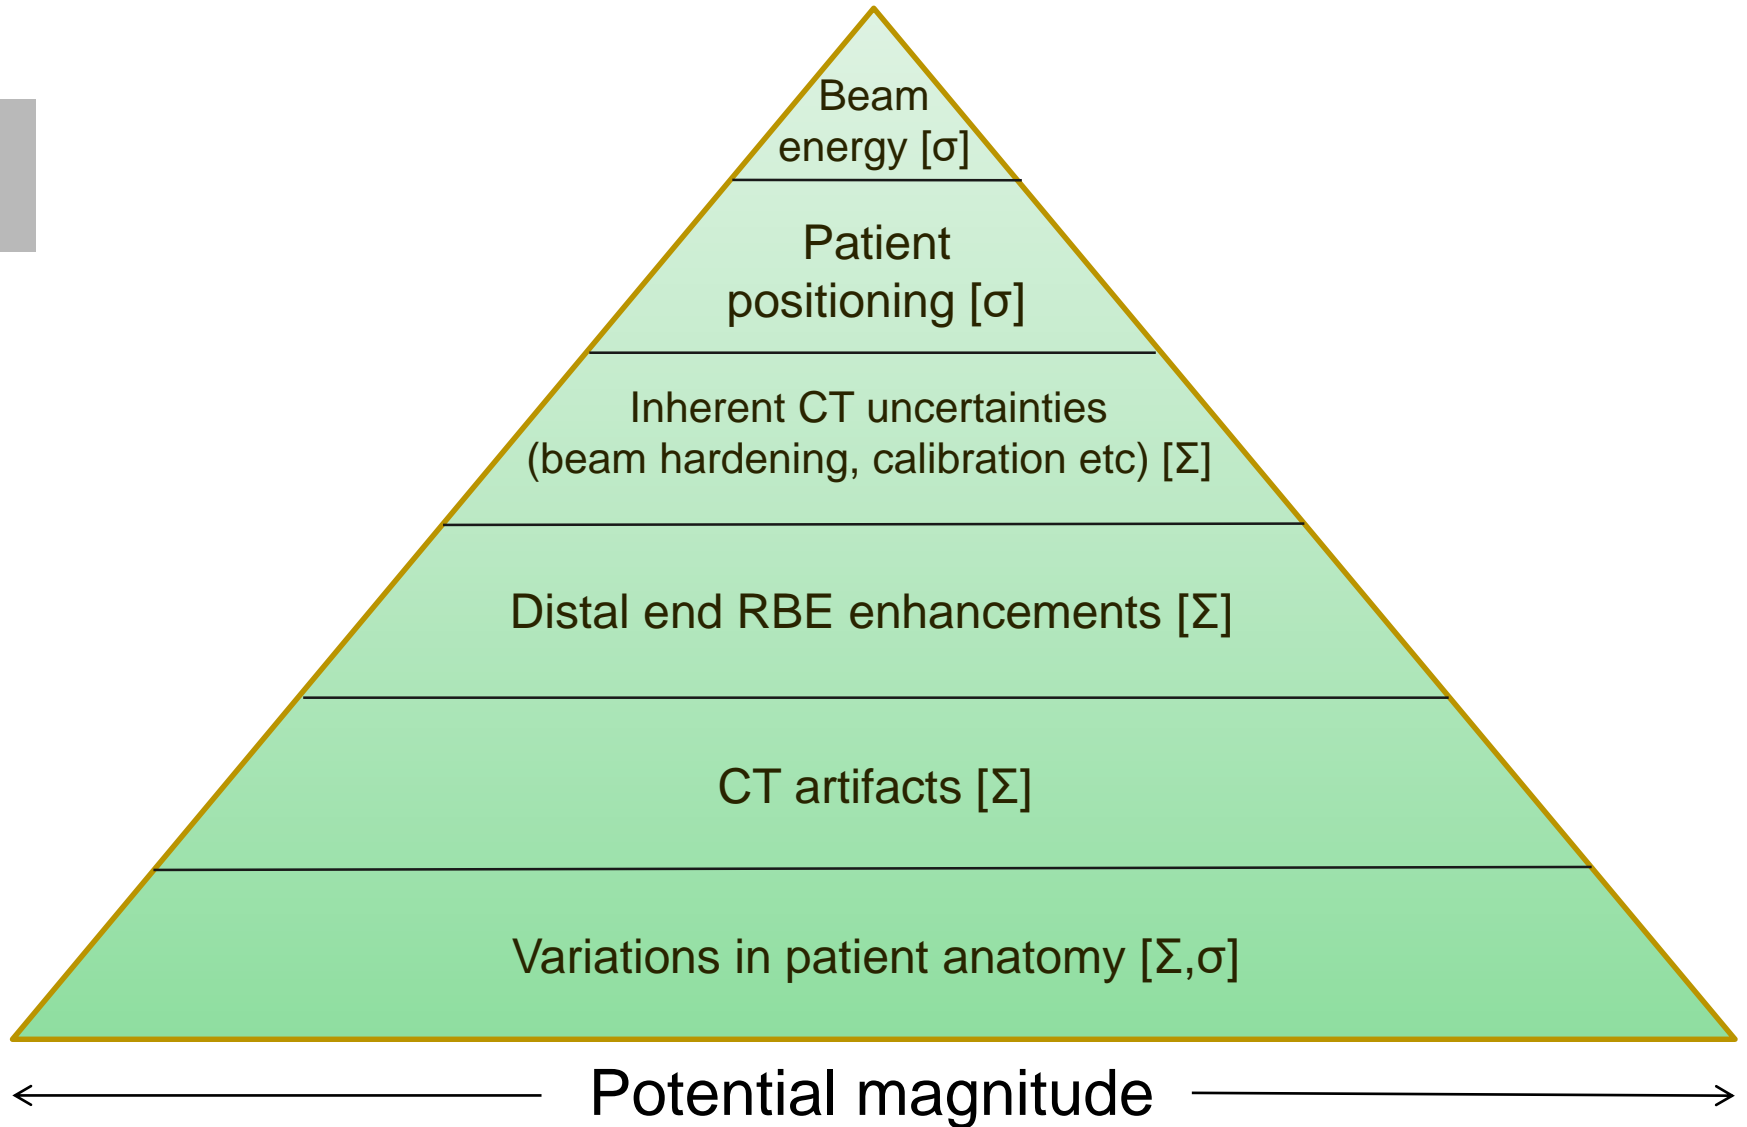 Beam
energy [σ]
Patient
positioning [σ]
Inherent CT uncertainties
(beam hardening, calibration etc) [Σ]
Distal end RBE enhancements [Σ]
CT artifacts [Σ]
Variations in patient anatomy [Σ,σ]
Potential magnitude